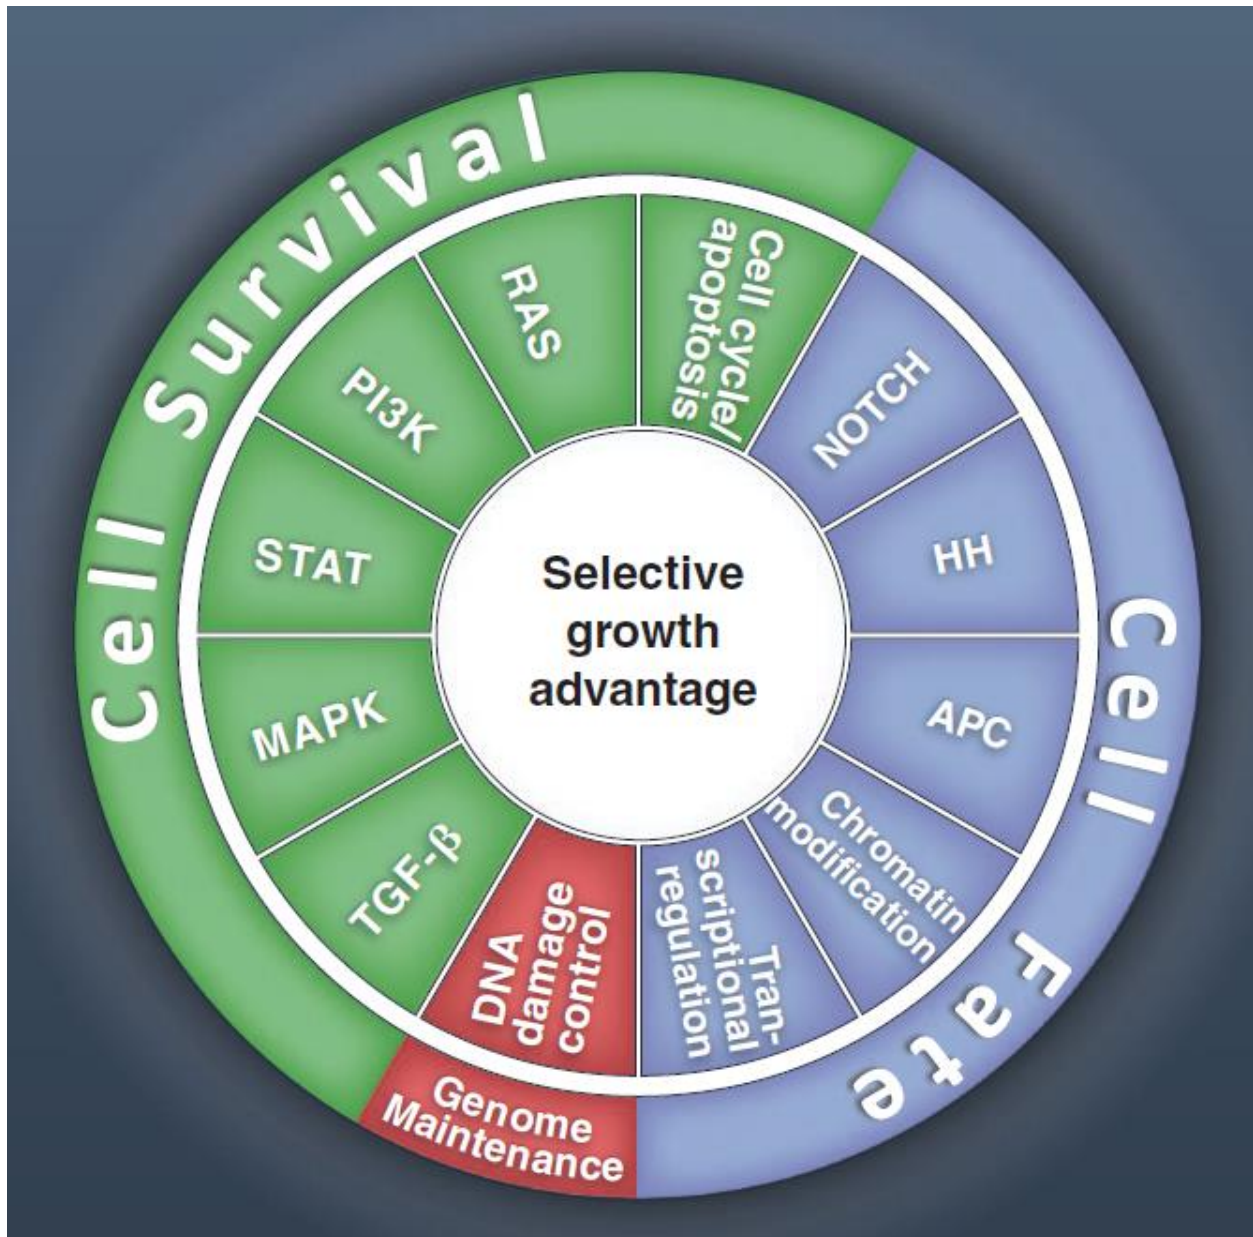 Cell Survival
Cell Fate
Genome
Maintenance
Cell cycle/
apoptosis
NOTCH
HH
APC
Chromatin
modification
Tran-
scriptional
regulation
DNA
damage
control
TGF-β
MAPK
STAT
PI3K
RAS
Selective
growth
advantage